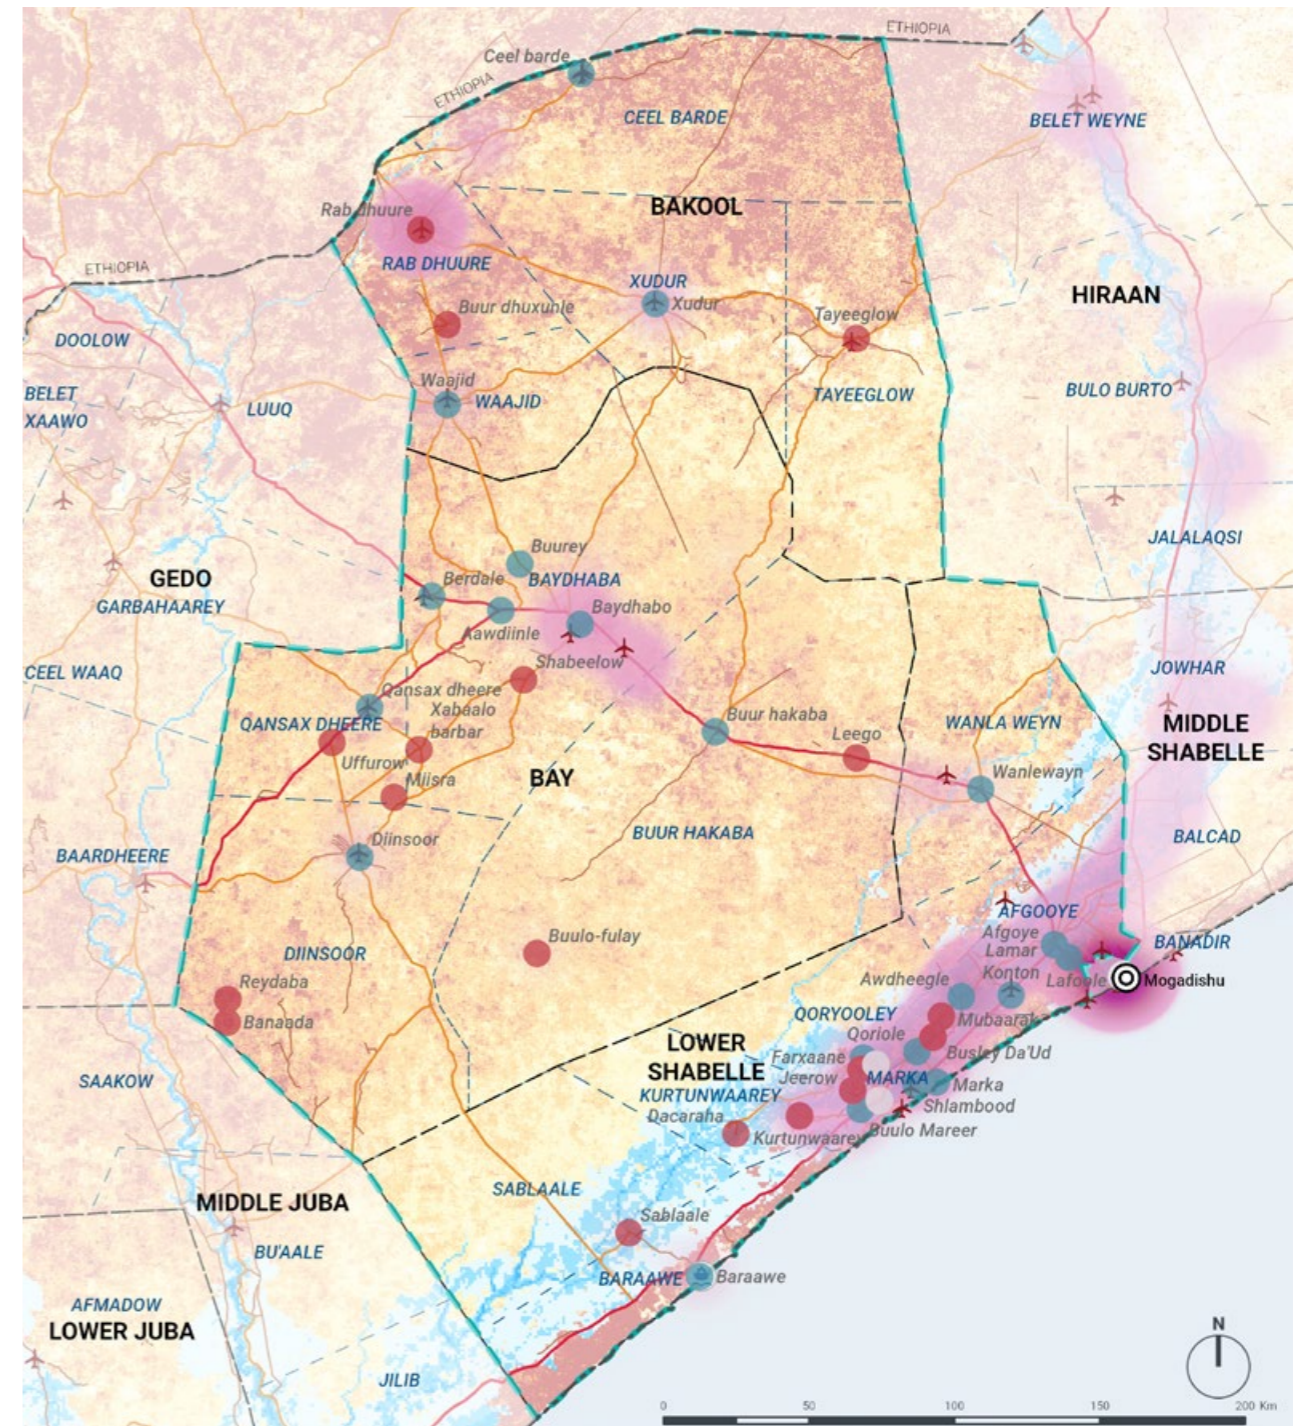 ETHIOPIA
Ceel barde
ETHIOPIA
CEEL BARDE
BELET WEYNE
BAKOOL
Rab dhuure
RAB DHUURE
ETHIOPIA
XUDUR
Xudur
HIRAAN
Buur dhuxunle
Tayeeglow
DOOLOW
Waajid
WAAJID
TAYEEGLOW
BULO BURTO
BELET
XAAWO
LUUQ
JALALAQSI
Buurey
Berdale
BAYDHABA
GEDO
GARBAHAAREY
Baydhabo
Aawdiinle
Shabeelow
CEEL WAAQ
JOWHAR
Qansax dheere
QANSAX DHEERE
Xabaalo
barbar
Buur hakaba
WANLA WEYN
MIDDLE
SHABELLE
Leego
Uffurow
Miisra
BAY
Wanlewayn
Diinsoor
BUUR HAKABA
BALCAD
BAARDHEERE
AFGOOYE
Afgoye
Lamar
BANADIR
Buulo-fulay
DIINSOOR
Awdheegle
Konton
Lafoole
Mogadishu
Reydaba
Banaada
QORYOOLEY
Mubaarak
Qoriole
LOWER
SHABELLE
Farxaane
Busley Da'Ud
Jeerow
MARKA
Marka
SAAKOW
KURTUNWAAREY
Shlambood
Dacaraha
Kurtunwaarey
Buulo Mareer
SABLAALE
MIDDLE JUBA
Sablaale
BU'AALE
BARAAWE
Baraawe
AFMADOW
LOWER JUBA
JILIB
N
0 50 100 150 200 Km